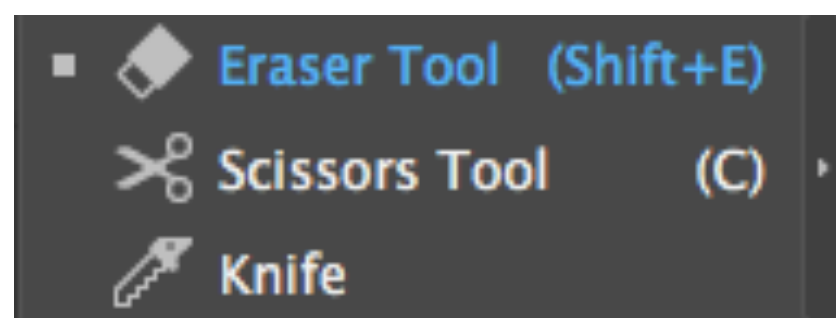 Eraser Tool (Shift+E)
Scissors Tool (C)
Knife